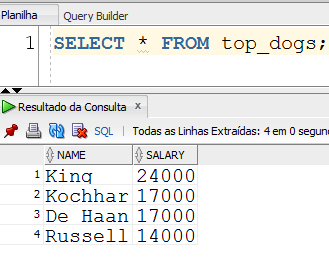 Planilha Query Builder
1 SELECT * FROM top_dogs;
Resultado da Consulta x
SQL | Todas as Linhas Extraídas: 4 em 0 segun
NAME SALARY
1 King 24000
2 Kochhar 17000
3 De Haan 17000
4 Russell 14000